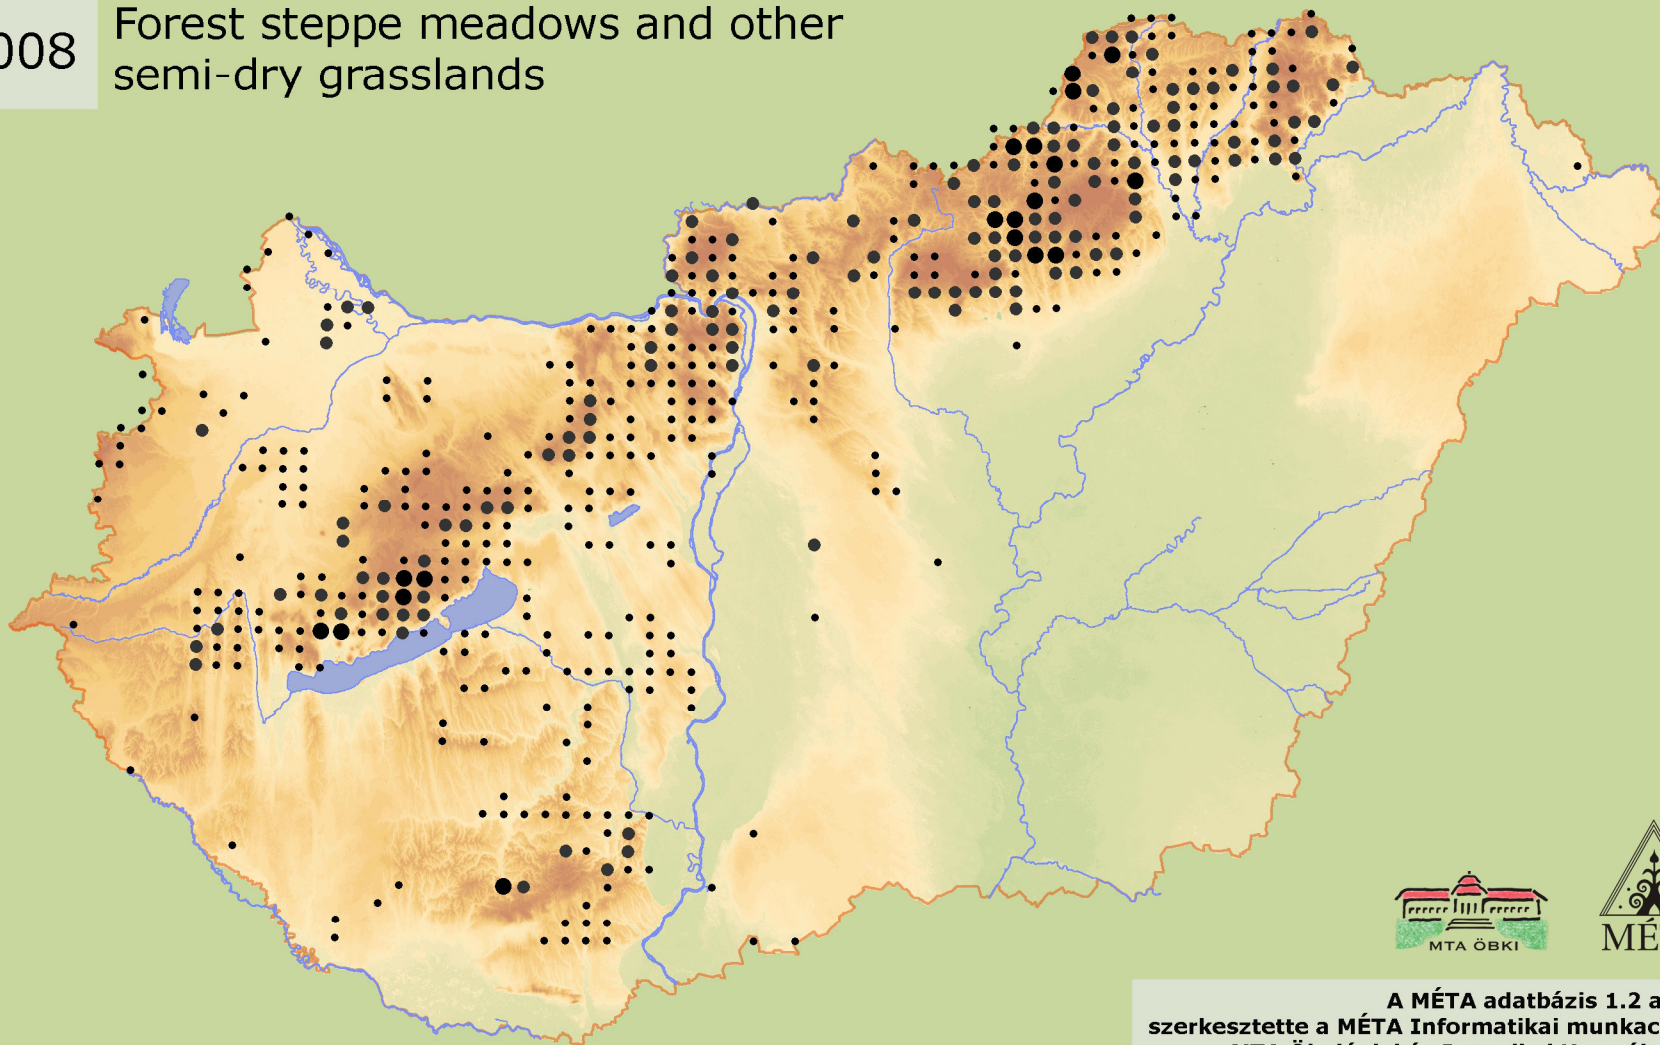 008
Forest steppe meadows and other
semi-dry grasslands
MTA ÖBKI
MÉ
A MÉTA adatbázis 1.2 a
szerkesztette a MÉTA Informatikai munkac